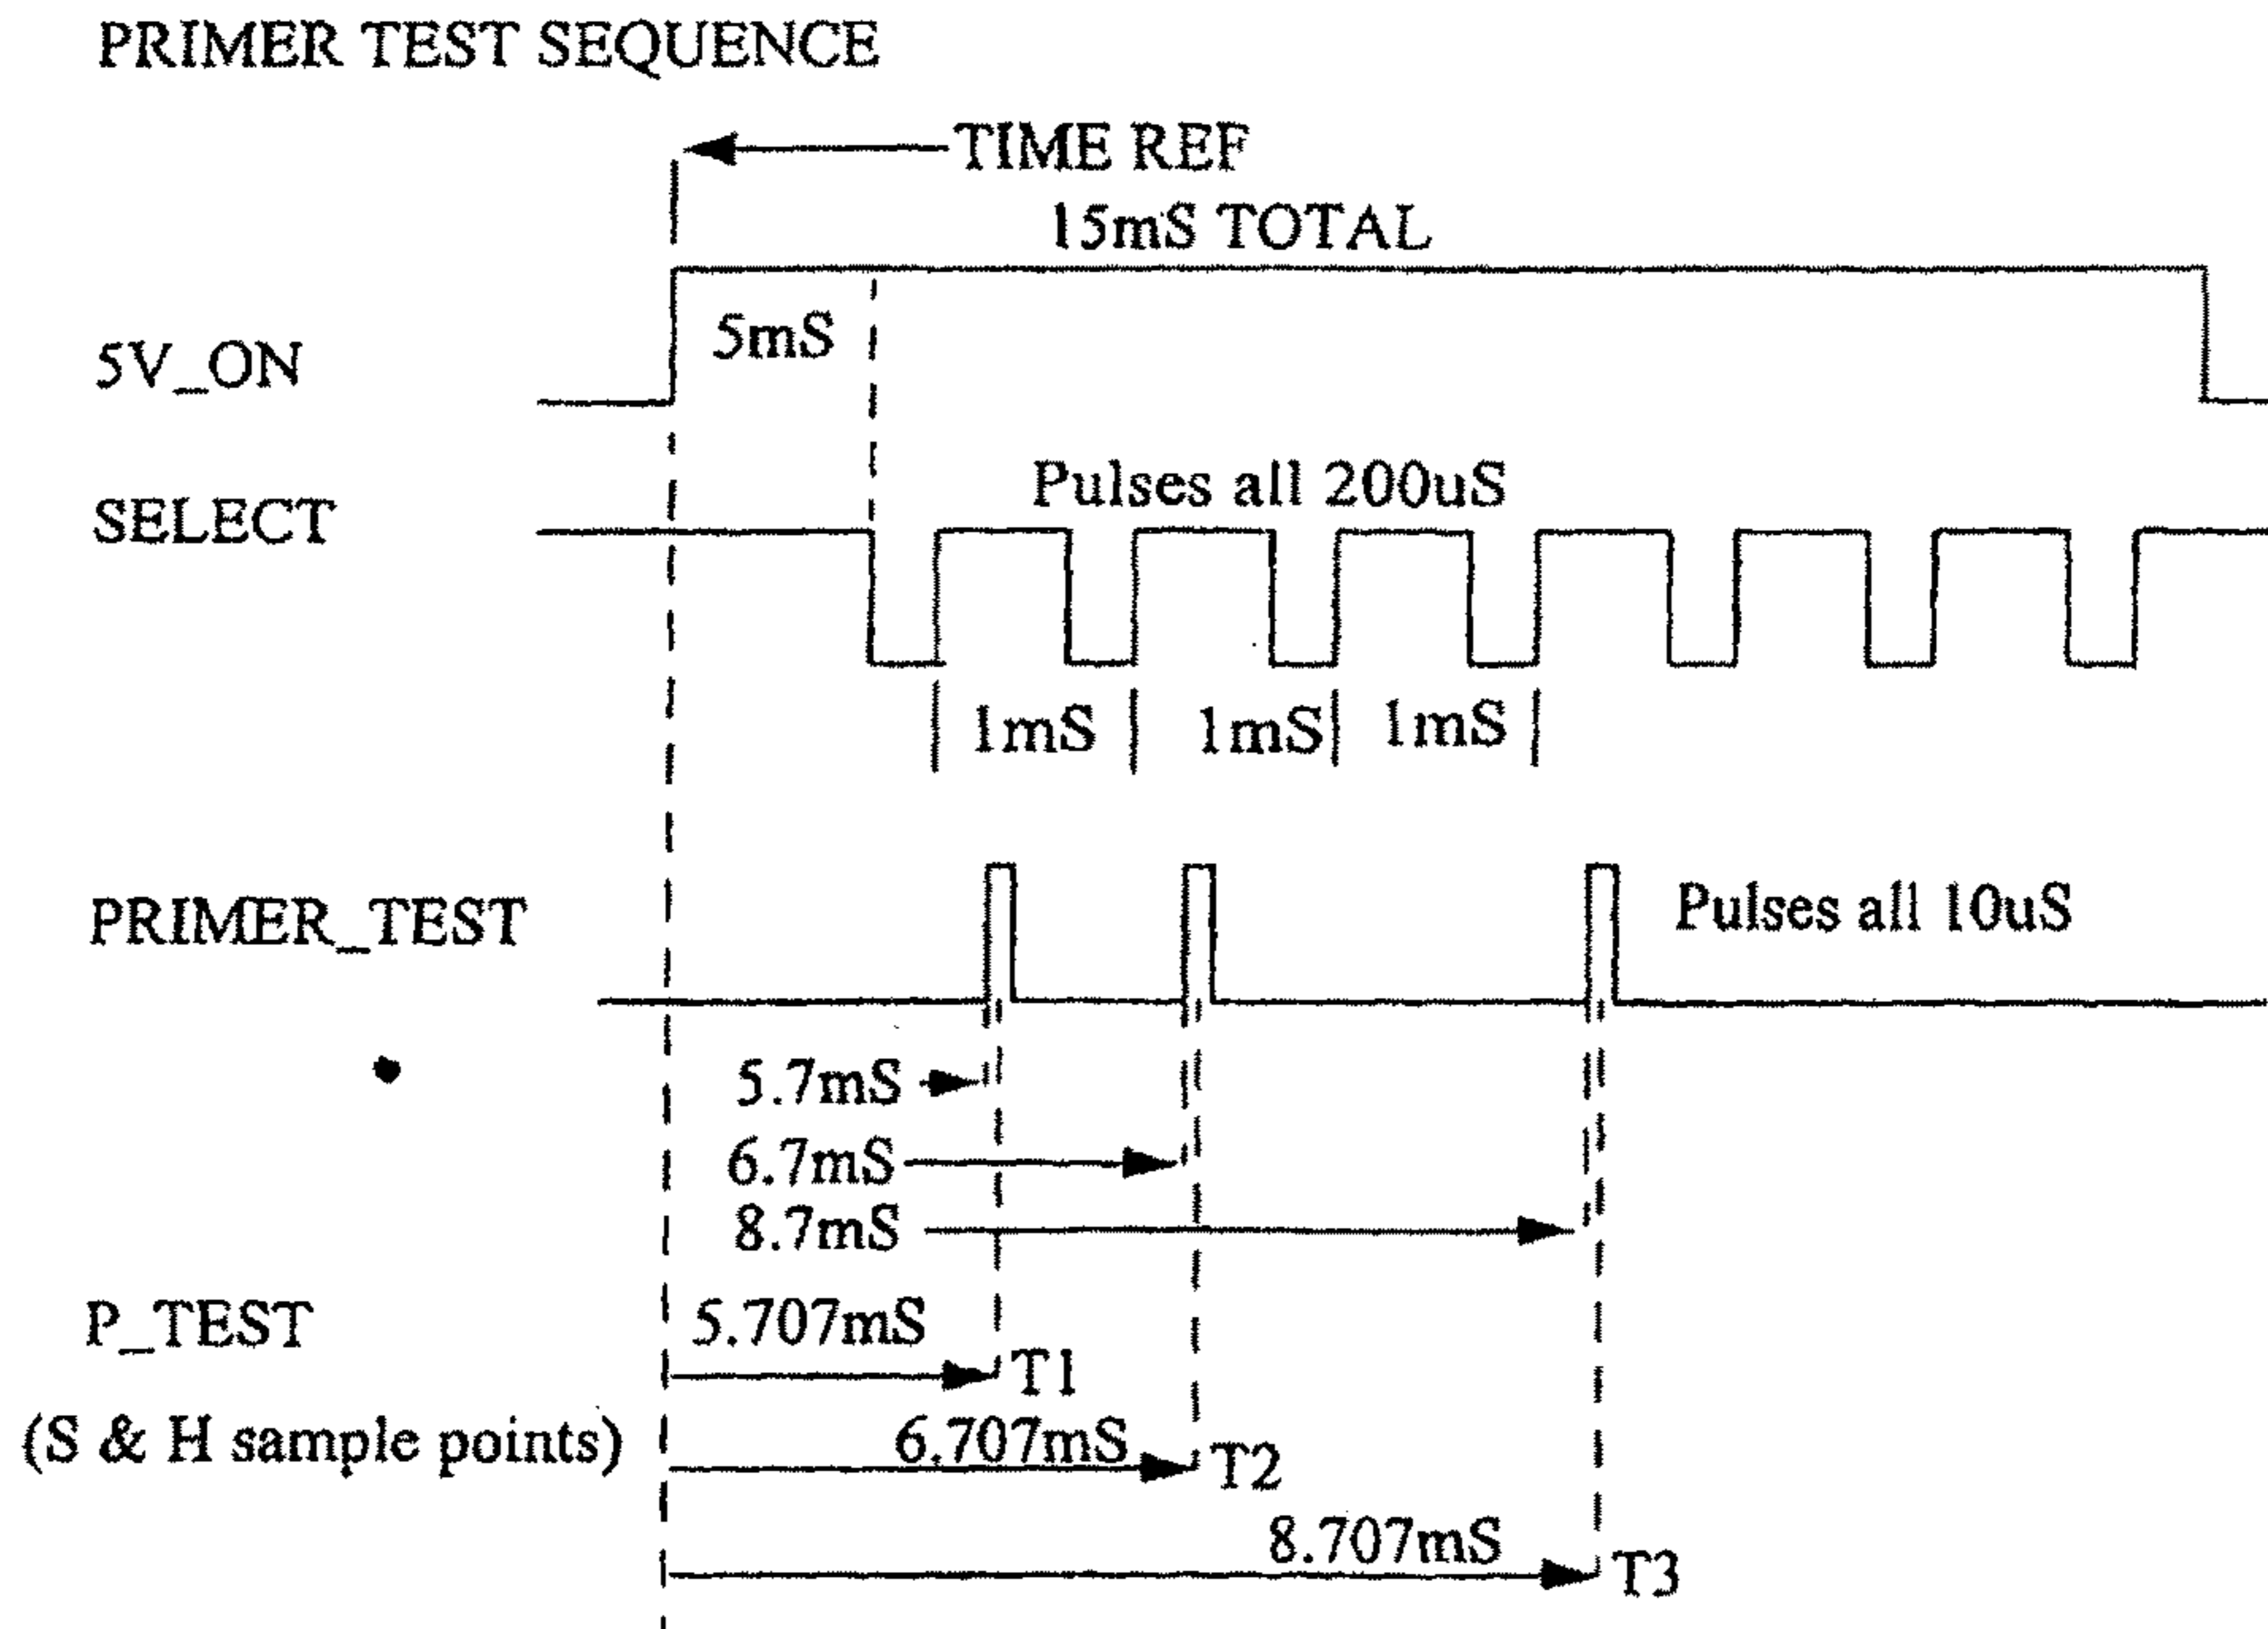 PRIMER TEST SEQUENCE
TIME REF
15mS TOTAL
5mS
5V_ON
Pulses all 200uS
SELECT
1mS
1mS
1mS
PRIMER_TEST
Pulses all 10uS
5.7mS
6.7mS
8.7mS
P_TEST
5.707mS
T1
(S & H sample points)
6.707mS
T2
8.707mS
T3